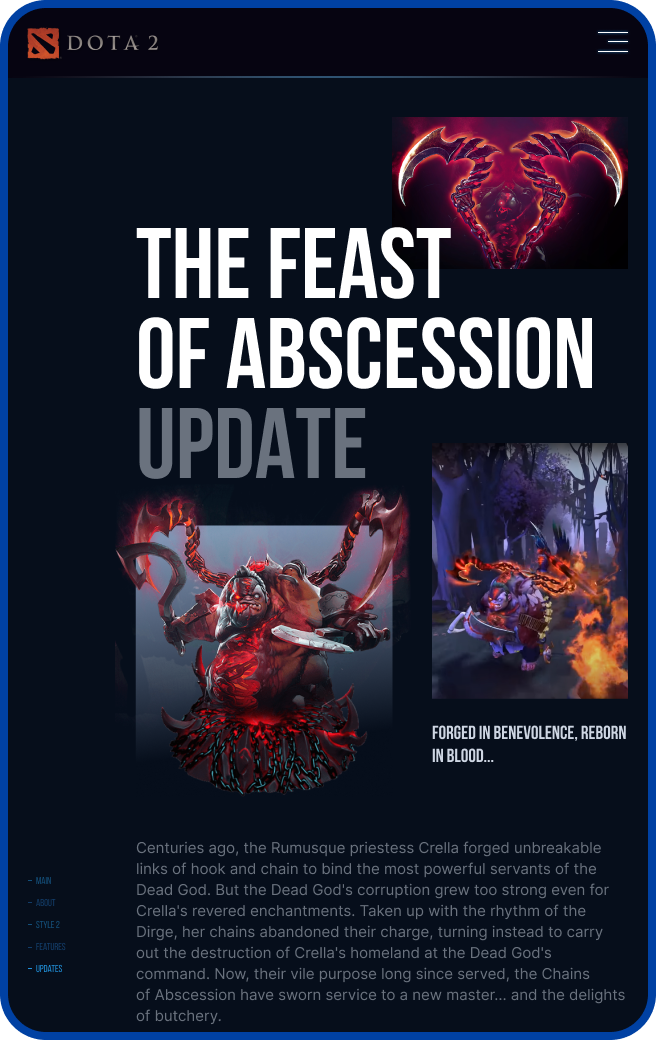 DOTA 2
THE FEAST
OF ABSCESSION
UPDATE
FORGED IN BENEVOLENCE, REBORN
IN BLOOD...
Centuries ago, the Rumusque priestess Crella forged unbreakable
links of hook and chain to bind the most powerful servants of the
Dead God. But the Dead God's corruption grew too strong even for
Crella's revered enchantments. Taken up with the rhythm of the
Dirge, her chains abandoned their charge, turning instead to carry
out the destruction of Crella's homeland at the Dead God's
command. Now, their vile purpose long since served, the Chains
of Abscession have sworn service to a new master... and the delights
of butchery.
– MAIN
– ABOUT
– STYLE 2
– FEATURES
– UPDATES